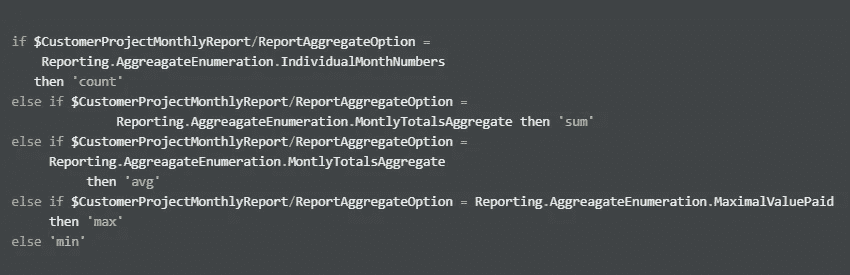 if $CustomerProjectMonthlyReport/ReportAggregateOption =
Reporting.AggreagateEnumeration.IndividualMonthNumbers
then 'count'
else if $CustomerProjectMonthlyReport/ReportAggregateOption =
Reporting.AggreagateEnumeration.MontlyTotalsAggregate then 'sum'
else if $CustomerProjectMonthlyReport/ReportAggregateOption =
Reporting.AggreagateEnumeration.MontlyTotalsAggregate
then 'avg'
else if $CustomerProjectMonthlyReport/ReportAggregateOption = Reporting.AggreagateEnumeration.MaximalValuePaid
then 'max'
else 'min'